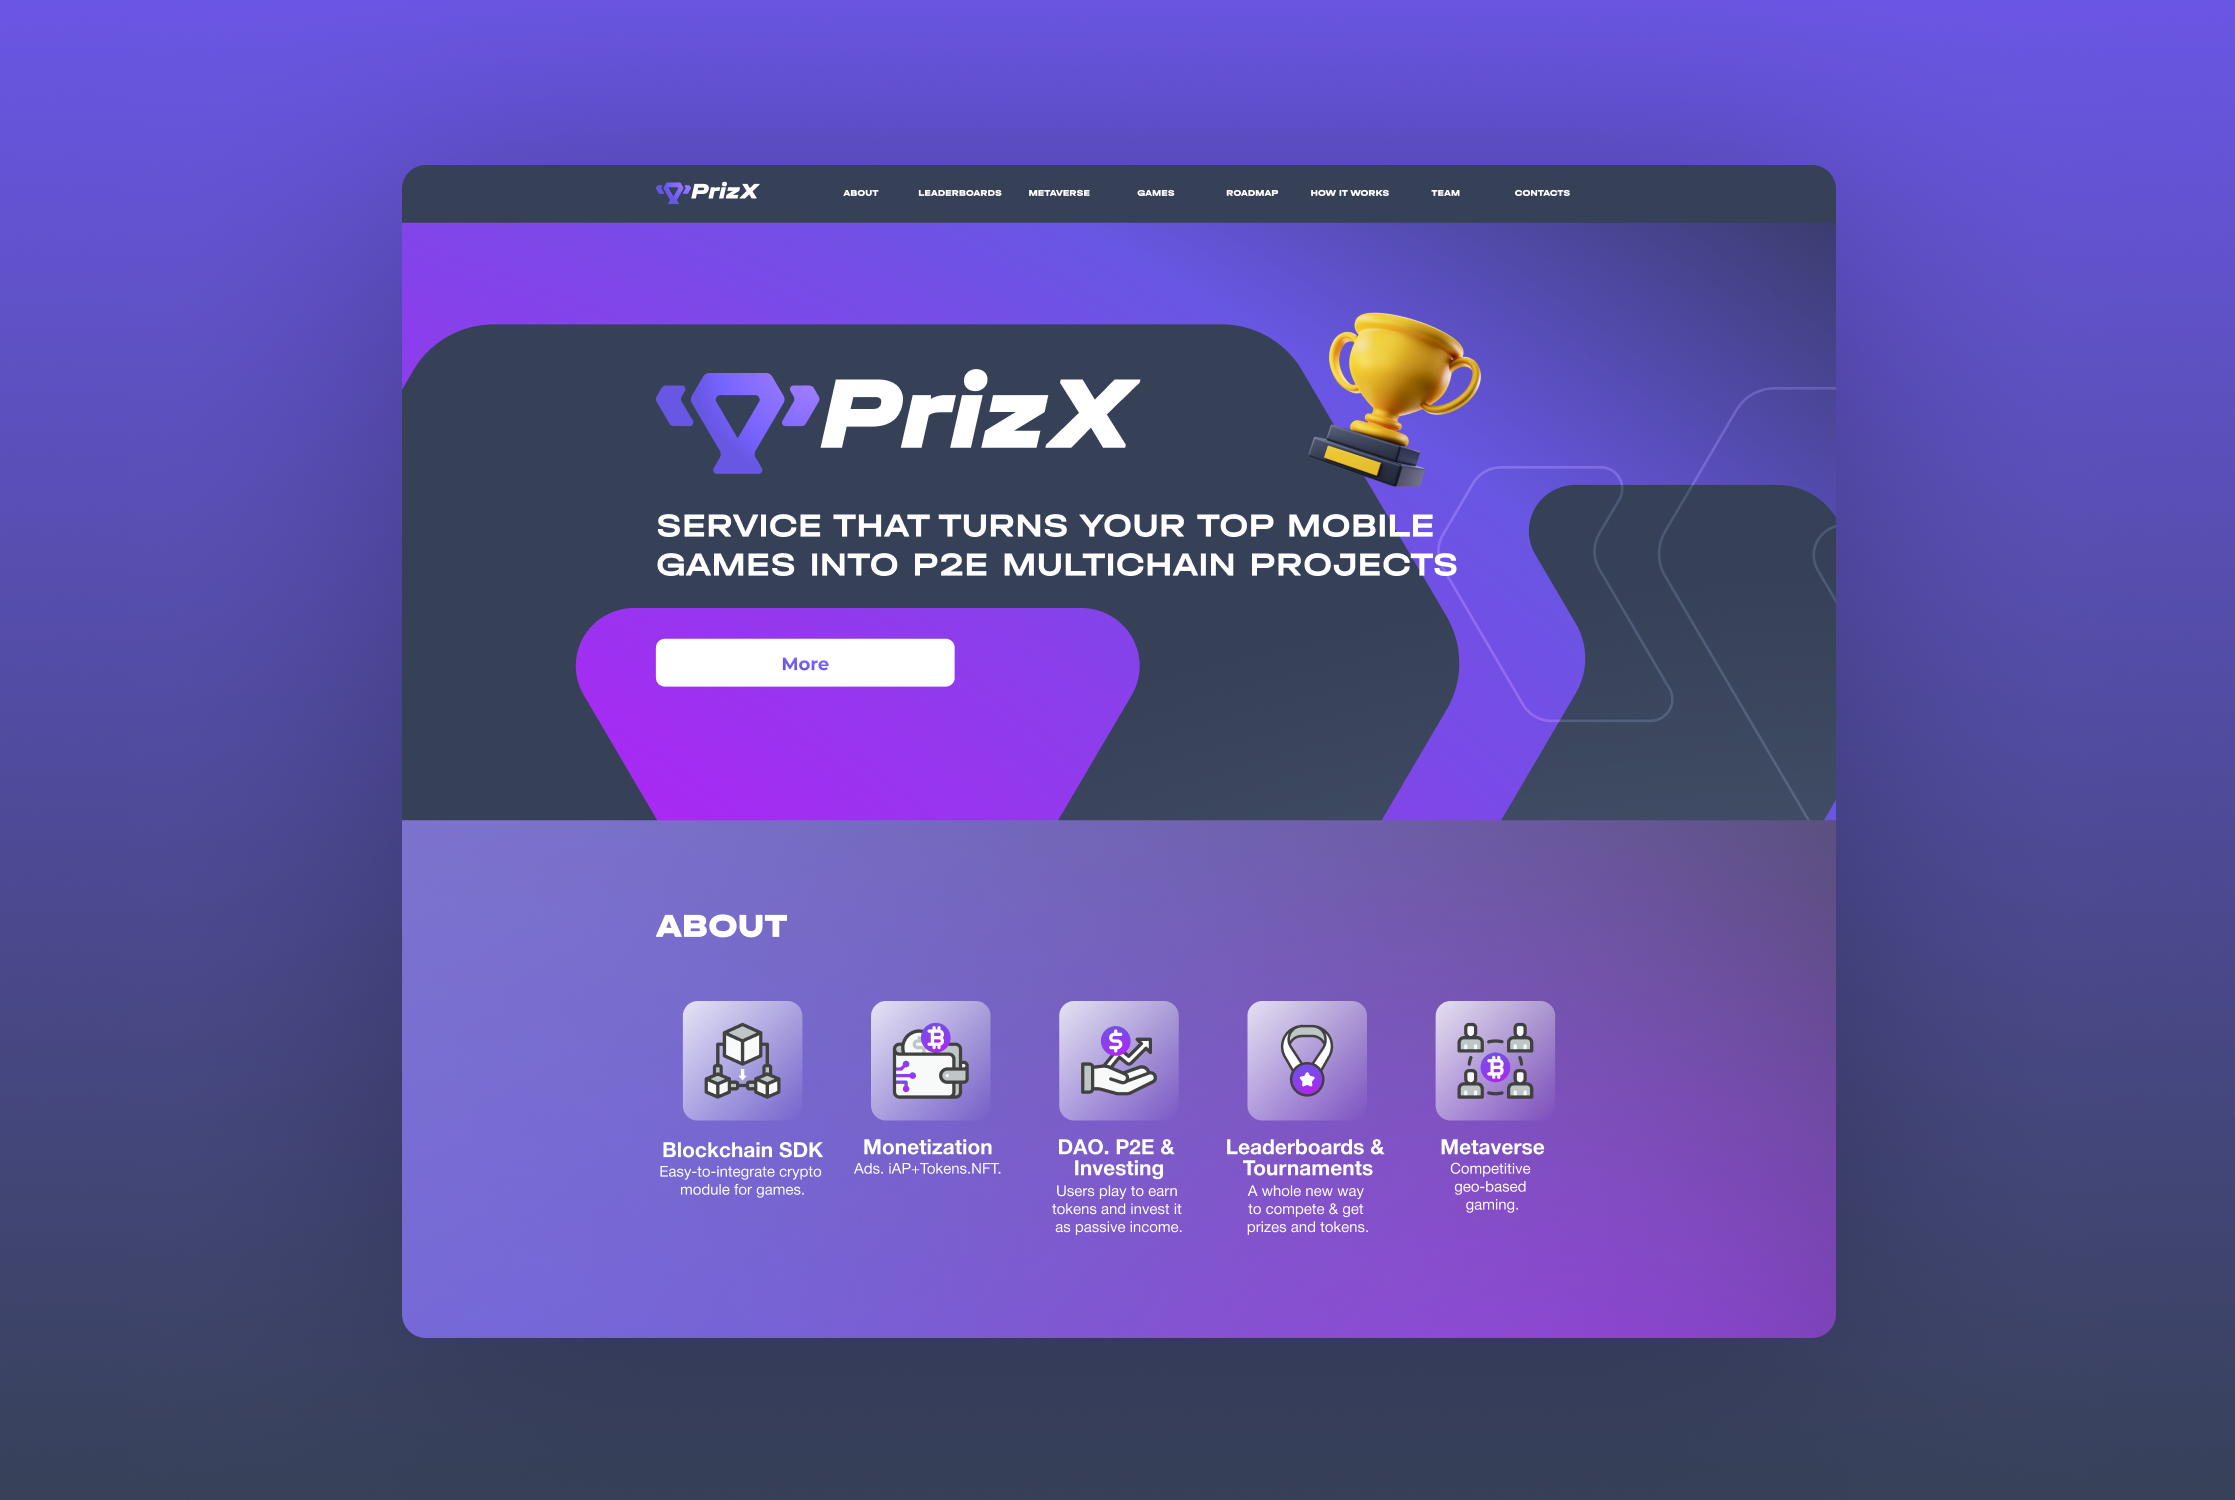 PrizX
ABOUT
LEADERBOARDS
METAVERSE
GAMES
ROADMAP
HOW IT WORKS
TEAM
CONTACTS
PrizX
SERVICE THAT TURNS YOUR TOP MOBILE
GAMES INTO P2E MULTICHAIN PROJECTS
More
ABOUT
Blockchain SDK
Easy-to-integrate crypto
module for games.
Monetization
Ads. iAP+Tokens.NFT.
DAO. P2E &
Investing
Users play to earn
tokens and invest it
as passive income.
Leaderboards &
Tournaments
A whole new way
to compete & get
prizes and tokens.
Metaverse
Competitive
geo-based
gaming.